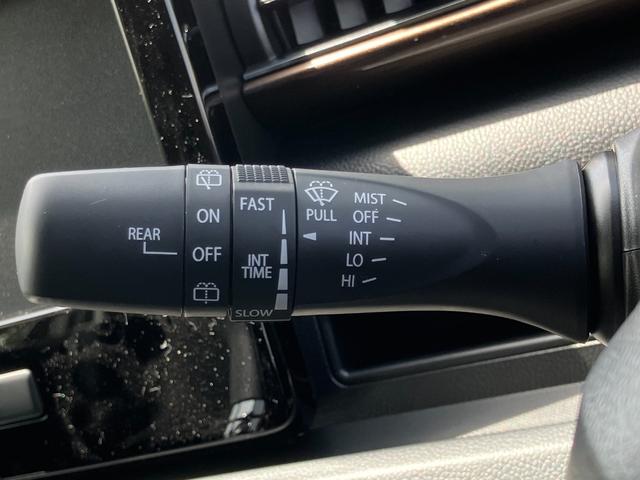 REAR
ON
OFF
FAST
INT
TIME
SLOW
PULL
MIST
OFF
INT
LO
HI